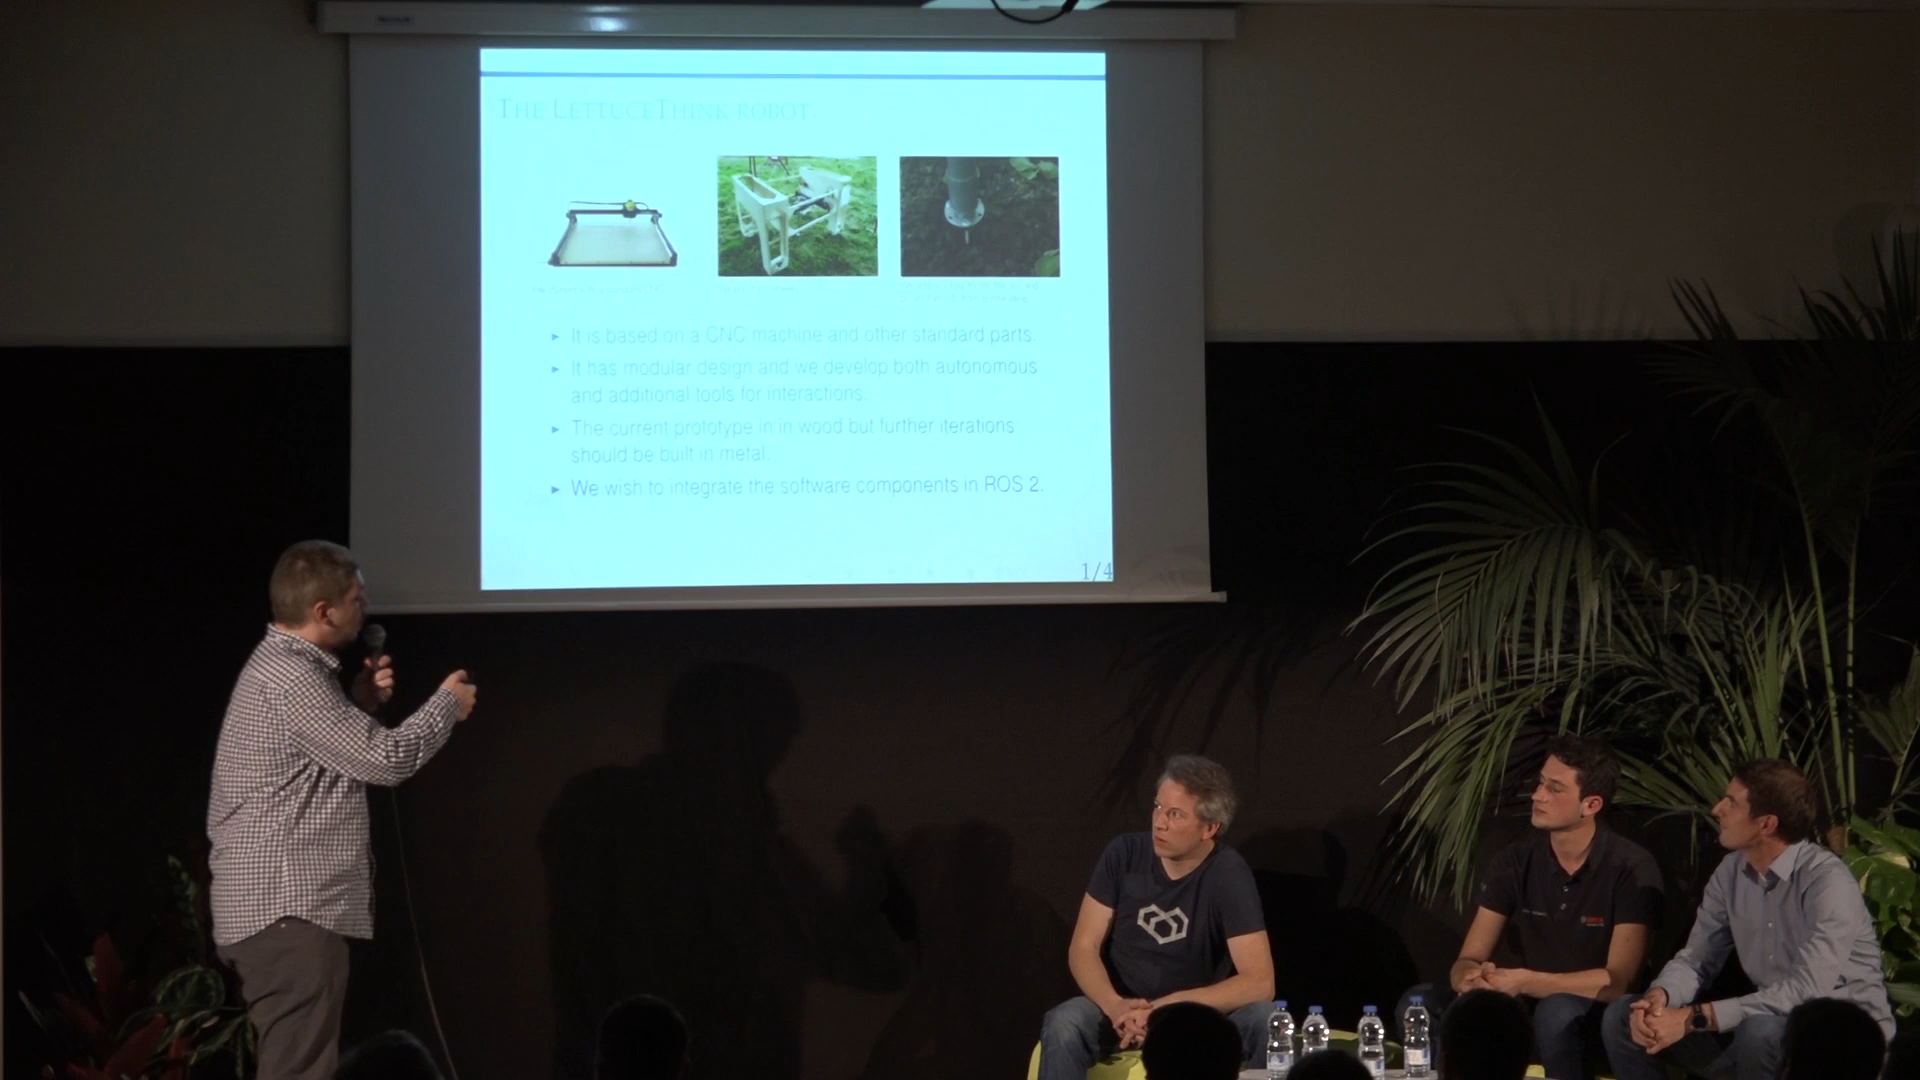 THE LETTUCETHINK ROBOT
It is based on a CNC machine and other standard parts.
It has modular design and we develop both autonomous
and additional tools for interactions.
The current prototype in in wood but further iterations
should be built in metal.
We wish to integrate the software components in ROS 2.
1/4